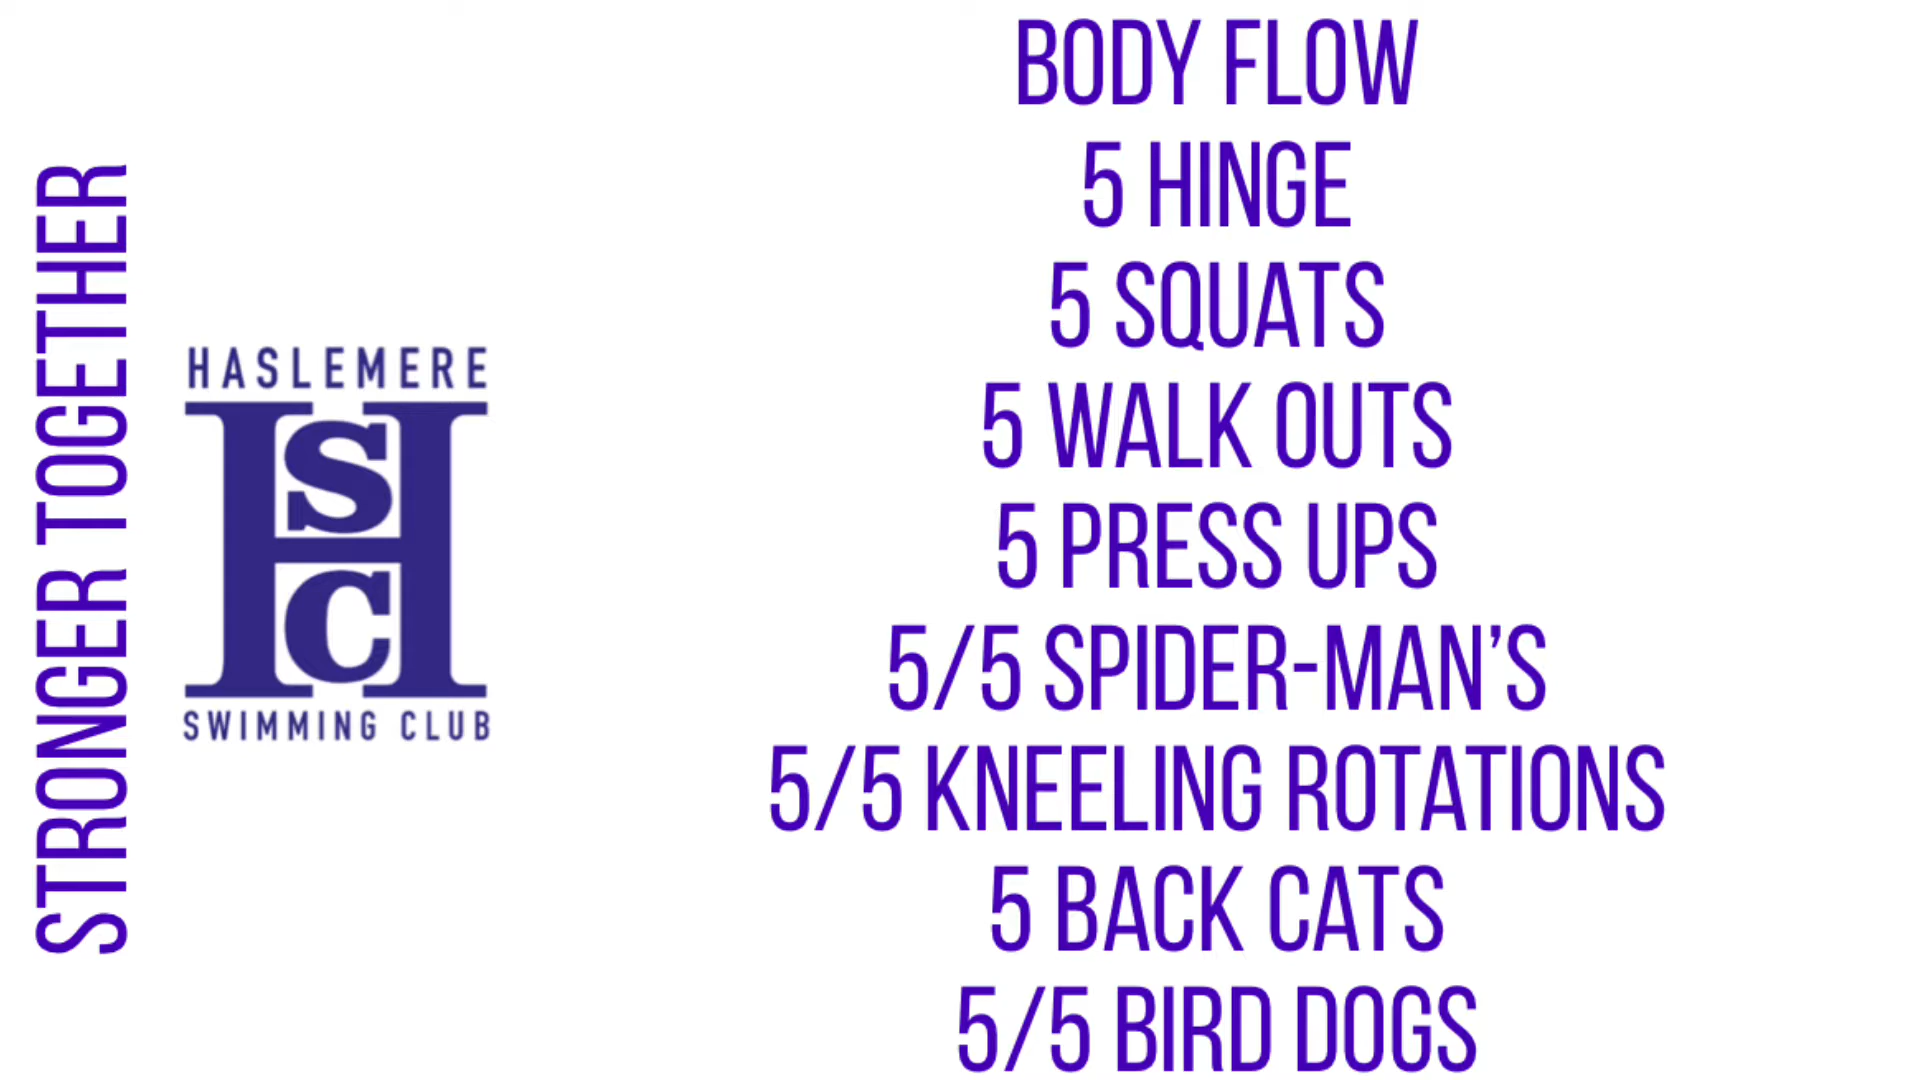 STRONGER TOGETHER
HASLEMERE
HSC
SWIMMING CLUB
BODY FLOW
5 HINGE
5 SQUATS
5 WALK OUTS
5 PRESS UPS
5/5 SPIDER-MAN’S
5/5 KNEELING ROTATIONS
5 BACK CATS
5/5 BIRD DOGS